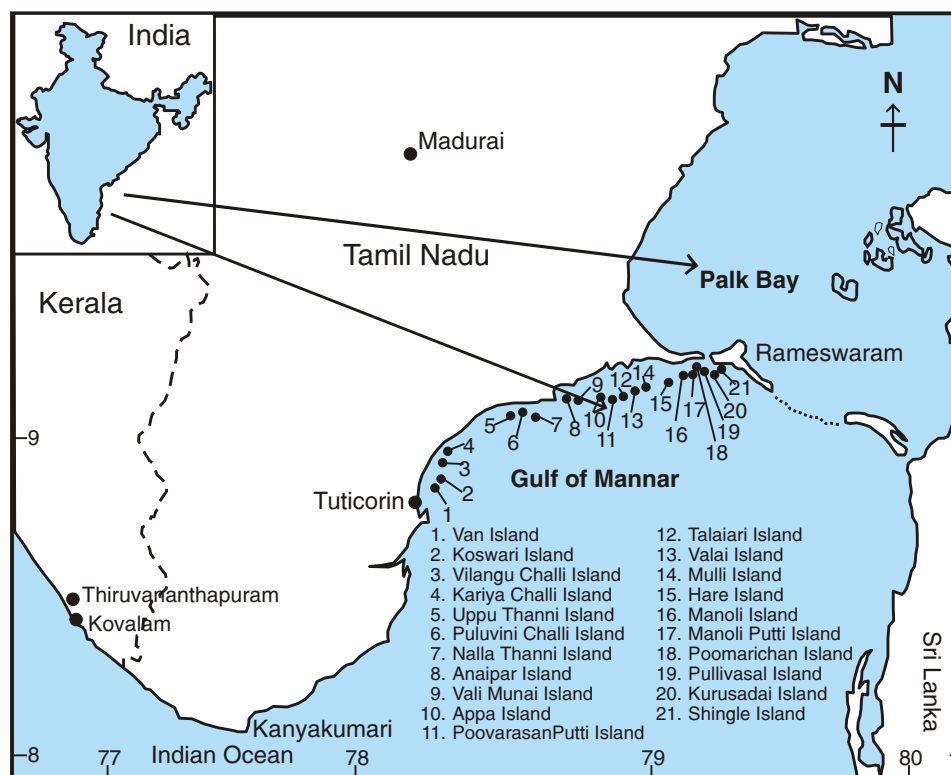 India
N
Madurai
Tamil Nadu
Palk Bay
Kerala
Rameswaram
9
14
12
8
10
13
15
17
21
5
6
7
11
16
20
19
18
9
4
3
2
1
Gulf of Mannar
Tuticorin
1. Van Island
2. Koswari Island
3. Vilangu Challi Island
4. Kariya Challi Island
5. Uppu Thanni Island
6. Puluvini Challi Island
7. Nalla Thanni Island
8. Anaipar Island
9. Vali Munai Island
10. Appa Island
11. PoovarasanPutti Island
12. Talaiari Island
13. Valai Island
14. Mulli Island
15. Hare Island
16. Manoli Island
17. Manoli Putti Island
18. Poomarichan Island
19. Pullivasal Island
20. Kurusadai Island
21. Shingle Island
Thiruvananthapuram
Kovalam
Sri Lanka
Kanyakumari
Indian Ocean
8
77
78
79
80